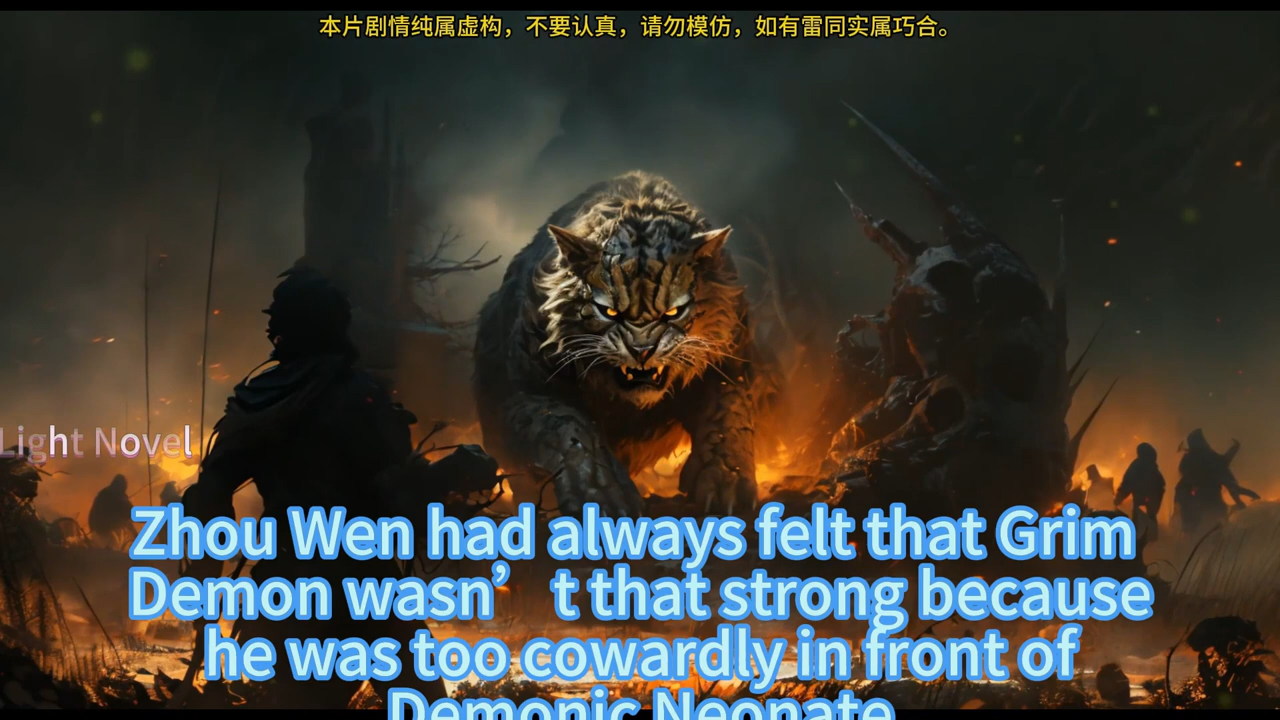 本片剧情纯属虚构，不要认真，请勿模仿，如有雷同实属巧合。
Light Novel
Zhou Wen had always felt that Grim
Demon wasn’ t that strong because
he was too cowardly in front of
Demonic Neonate